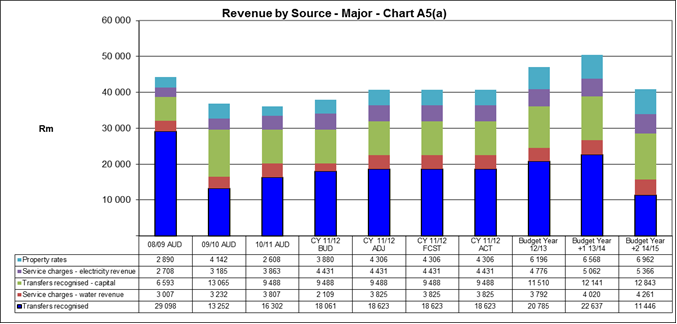 Revenue by Source - Major - Chart A5(a)
60 000
50 000
40 000
Rm
30 000
20 000
10 000
08/09 AUD 09/10 AUD 10/11 AUD CY 11/12 BUD CY 11/12 ADJ CY 11/12 FCST CY 11/12 ACT Budget Year 12/13 Budget Year +1 13/14 Budget Year +2 14/15
Property rates 2 890 4 142 2 608 3 880 4 306 4 306 4 306 6 196 6 568 6 962
Service charges - electricity revenue 2 708 3 185 3 863 4 431 4 431 4 431 4 431 4 776 5 062 5 366
Transfers recognised - capital 6 593 13 065 9 488 9 488 9 488 9 488 9 488 11 510 12 141 12 843
Service charges - water revenue 3 007 3 232 3 807 2 109 3 825 3 825 3 825 3 792 4 020 4 261
Transfers recognised 29 098 13 252 16 302 18 061 18 623 18 623 18 623 20 785 22 637 11 446